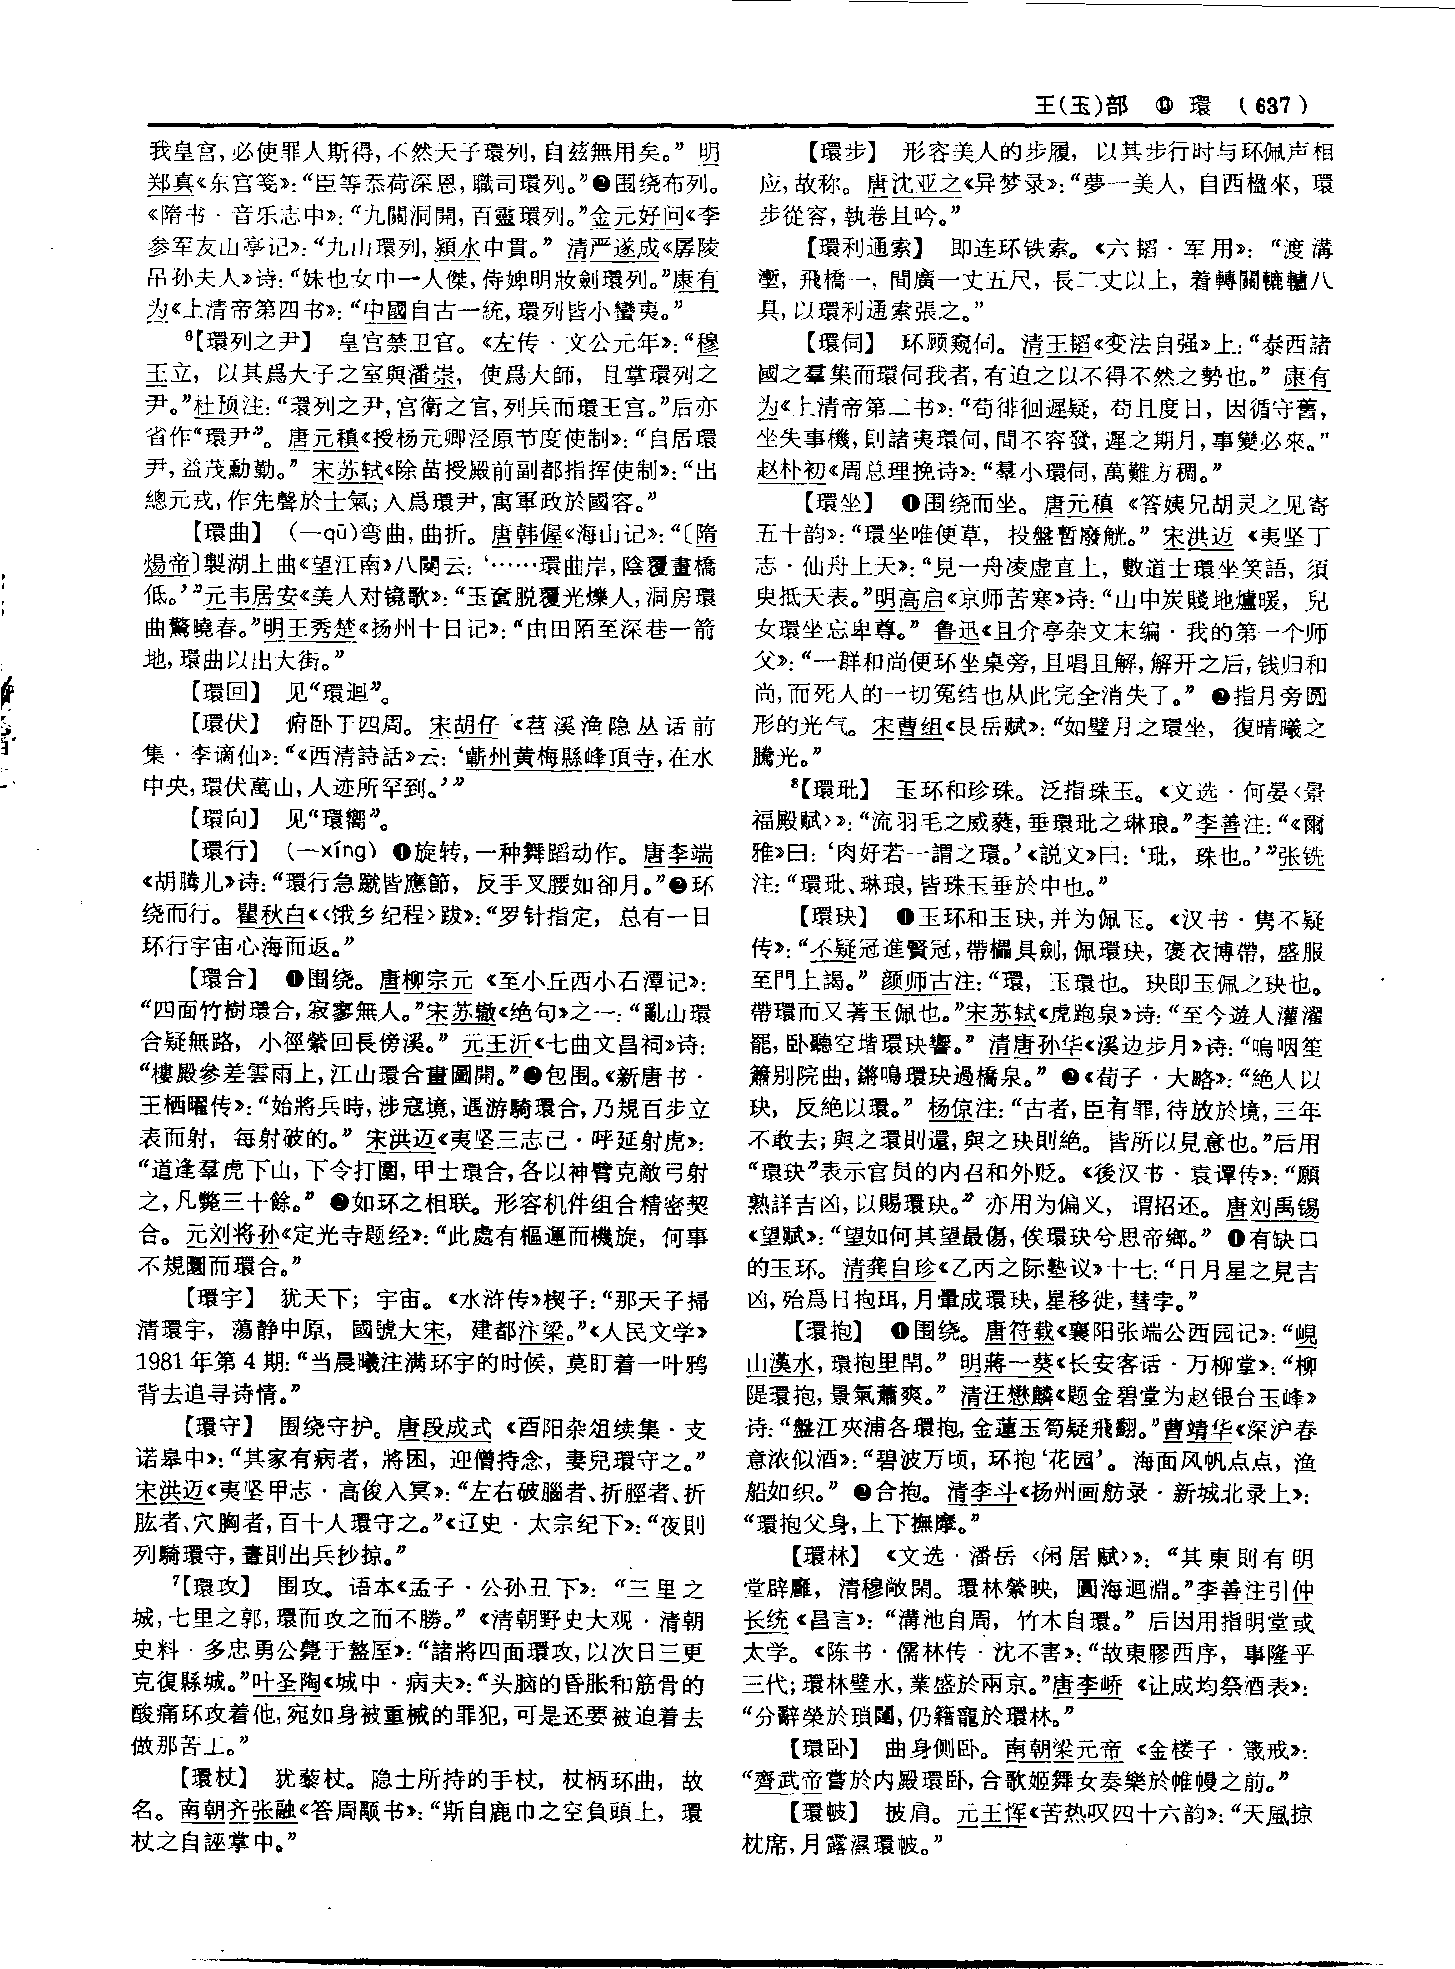 王(玉)部 ⓭ 環 (637)
我皇宫,必使罪人斯得,不然天子環列,自兹無用矣。” 明
郑真《东宫笺》:“臣等忝荷深恩,職司環列。”❷围绕布列。
《隋书·音乐志中》:“九關洞開,百靈環列。”金元好问《李
参军友山亭记》:“九山環列,潁水中貫。” 清严遂成《孱陵
吊孙夫人》诗:“妹也女中一人傑,侍婢明妝劍環列。”康有
为《上清帝第四书》:“中國自古一统,環列皆小蠻夷。”
⁶【環列之尹】 皇宫禁卫官。《左传·文公元年》:“穆
王立, 以其爲大子之室與潘崇, 使爲大師, 且掌環列之
尹。”杜预注:“環列之尹,宫衛之官,列兵而環王宫。”后亦
省作“環尹”。 唐元稹《授杨元卿泾原节度使制》:“自居環
尹,益茂勳勤。” 宋苏轼《除苗授殿前副都指挥使制》:“出
總元戎,作先聲於士氣;入爲環尹,寓軍政於國容。”
【環曲】 (一qū)弯曲,曲折。唐韩偓《海山记》:“〔隋
煬帝〕製湖上曲《望江南》八闋云:‘……環曲岸,陰覆畫橋
低。’”元韦居安《美人对镜歌》:“玉奩脱覆光爍人,洞房環
曲驚曉春。”明王秀楚《扬州十日记》:“由田陌至深巷一箭
地,環曲以出大街。”
【環回】 见“環迴”。
【環伏】 俯卧于四周。宋胡仔《苕溪渔隐丛话前
集·李谪仙》:“《西清詩話》云:‘蘄州黄梅縣峰頂寺,在水
中央,環伏萬山,人迹所罕到。’”
【環向】 见“環嚮”。
【環行】 (一xíng) ❶旋转,一种舞蹈动作。唐李端
《胡腾儿》诗:“環行急蹴皆應節, 反手叉腰如卻月。”❷环
绕而行。瞿秋白《〈饿乡纪程〉跋》:“罗针指定, 总有一日
环行宇宙心海而返。”
【環合】 ❶围绕。唐柳宗元《至小丘西小石潭记》:
“四面竹樹環合,寂寥無人。”宋苏辙《绝句》之一:“亂山環
合疑無路, 小徑縈回長傍溪。” 元王沂《七曲文昌祠》诗:
“樓殿參差雲雨上,江山環合畫圖開。”❷包围。《新唐书·
王栖曜传》:“始將兵時,涉寇境,遇游騎環合,乃規百步立
表而射, 每射破的。” 宋洪迈《夷坚三志己·呼延射虎》:
“道逢羣虎下山,下令打圍,甲士環合,各以神臂克敵弓射
之,凡斃三十餘。” ❸如环之相联。形容机件组合精密契
合。元刘将孙《定光寺题经》:“此處有樞運而機旋, 何事
不規圜而環合。”
【環宇】 犹天下;宇宙。《水浒传》楔子:“那天子掃
清環宇, 蕩静中原, 國號大宋, 建都汴梁。”《人民文学》
1981年第4期:“当晨曦注满环宇的时候, 莫盯着一叶鸦
背去追寻诗情。”
【環守】 围绕守护。唐段成式《酉阳杂俎续集·支
诺皋中》:“其家有病者, 將困, 迎僧持念, 妻兒環守之。”
宋洪迈《夷坚甲志·高俊入冥》:“左右破腦者、折脛者、折
肱者、穴胸者,百十人環守之。”《辽史·太宗纪下》:“夜則
列騎環守,晝則出兵抄掠。”
⁷【環攻】 围攻。语本《孟子·公孙丑下》: “三里之
城,七里之郭,環而攻之而不勝。” 《清朝野史大观·清朝
史料·多忠勇公薨于盩厔》:“諸將四面環攻,以次日三更
克復縣城。”叶圣陶《城中·病夫》:“头脑的昏胀和筋骨的
酸痛环攻着他,宛如身被重械的罪犯,可是还要被迫着去
做那苦工。”
【環杖】 犹藜杖。隐士所持的手杖, 杖柄环曲, 故
名。南朝齐张融《答周颙书》:“斯自鹿巾之空負頭上, 環
杖之自誣掌中。”
【環步】 形容美人的步履, 以其步行时与环佩声相
应,故称。唐沈亚之《异梦录》:“夢一美人, 自西楹來, 環
步從容,執卷且吟。”
【環利通索】 即连环铁索。《六韬·军用》: “渡溝
壍, 飛橋一, 間廣一丈五尺, 長二丈以上, 着轉關轆轤八
具,以環利通索張之。”
【環伺】 环顾窥伺。清王韬《变法自强》上:“泰西諸
國之羣集而環伺我者,有迫之以不得不然之勢也。” 康有
为《上清帝第二书》:“苟徘徊遲疑, 苟且度日, 因循守舊,
坐失事機,則諸夷環伺,間不容發,遲之期月,事變必來。”
赵朴初《周总理挽诗》:“羣小環伺,萬難方稠。”
【環坐】 ❶围绕而坐。唐元稹《答姨兄胡灵之见寄
五十韵》:“環坐唯便草, 投盤暫廢觥。” 宋洪迈《夷坚丁
志·仙舟上天》:“見一舟凌虚直上, 數道士環坐笑語, 須
臾抵天表。”明高启《京师苦寒》诗:“山中炭賤地爐暖, 兒
女環坐忘卑尊。” 鲁迅《且介亭杂文末编·我的第一个师
父》:“一群和尚便环坐桌旁,且唱且解,解开之后,钱归和
尚,而死人的一切冤结也从此完全消失了。” ❷指月旁圆
形的光气。宋曹组《艮岳赋》:“如璧月之環坐, 復晴曦之
騰光。”
⁸【環玭】 玉环和珍珠。泛指珠玉。《文选·何晏〈景
福殿赋〉》:“流羽毛之威蕤,垂環玭之琳琅。”李善注:“《爾
雅》曰:‘肉好若一謂之環。’《説文》曰:‘玭, 珠也。’”张铣
注:“環玭、琳琅,皆珠玉垂於中也。”
【環玦】 ❶玉环和玉玦,并为佩玉。《汉书·隽不疑
传》:“不疑冠進賢冠,帶櫑具劍,佩環玦,褒衣博帶, 盛服
至門上謁。” 颜师古注:“環, 玉環也。玦即玉佩之玦也。
帶環而又著玉佩也。”宋苏轼《虎跑泉》诗:“至今遊人灌濯
罷,卧聽空堦環玦響。” 清唐孙华《溪边步月》诗:“嗚咽笙
簫别院曲,鏘鳴環玦過橋泉。” ❷《荀子·大略》:“絶人以
玦, 反絶以環。” 杨倞注:“古者,臣有罪,待放於境,三年
不敢去;與之環則還,與之玦則絶。皆所以見意也。”后用
“環玦”表示官员的内召和外贬。《後汉书·袁谭传》:“願
熟詳吉凶,以賜環玦。” 亦用为偏义, 谓招还。唐刘禹锡
《望赋》:“望如何其望最傷,俟環玦兮思帝鄉。” ❸有缺口
的玉环。清龚自珍《乙丙之际塾议》十七:“日月星之見吉
凶,殆爲日抱珥,月暈成環玦,星移徙,彗孛。”
【環抱】 ❶围绕。唐符载《襄阳张端公西园记》:“峴
山漢水,環抱里閈。” 明蔣一葵《长安客话·万柳堂》:“柳
隄環抱,景氣蕭爽。” 清汪懋麟《题金碧堂为赵银台玉峰》
诗:“盤江夾浦各環抱,金蓮玉筍疑飛翻。”曹靖华《深沪春
意浓似酒》:“碧波万顷, 环抱‘花园’。海面风帆点点, 渔
船如织。” ❷合抱。清李斗《扬州画舫录·新城北录上》:
“環抱父身,上下撫摩。”
【環林】 《文选·潘岳〈闲居赋〉》: “其東則有明
堂辟廱, 清穆敞閑。環林縈映, 圓海迴淵。”李善注引仲
长统《昌言》:“溝池自周, 竹木自環。” 后因用指明堂或
太学。《陈书·儒林传·沈不害》:“故東膠西序, 事隆乎
三代;環林璧水,業盛於兩京。”唐李峤《让成均祭酒表》:
“分辭榮於瑣闥,仍籍寵於環林。”
【環卧】 曲身侧卧。南朝梁元帝《金楼子·箴戒》:
“齊武帝嘗於内殿環卧,合歌姬舞女奏樂於帷幔之前。”
【環帔】 披肩。元王恽《苦热叹四十六韵》:“天風掠
枕席,月露濕環帔。”